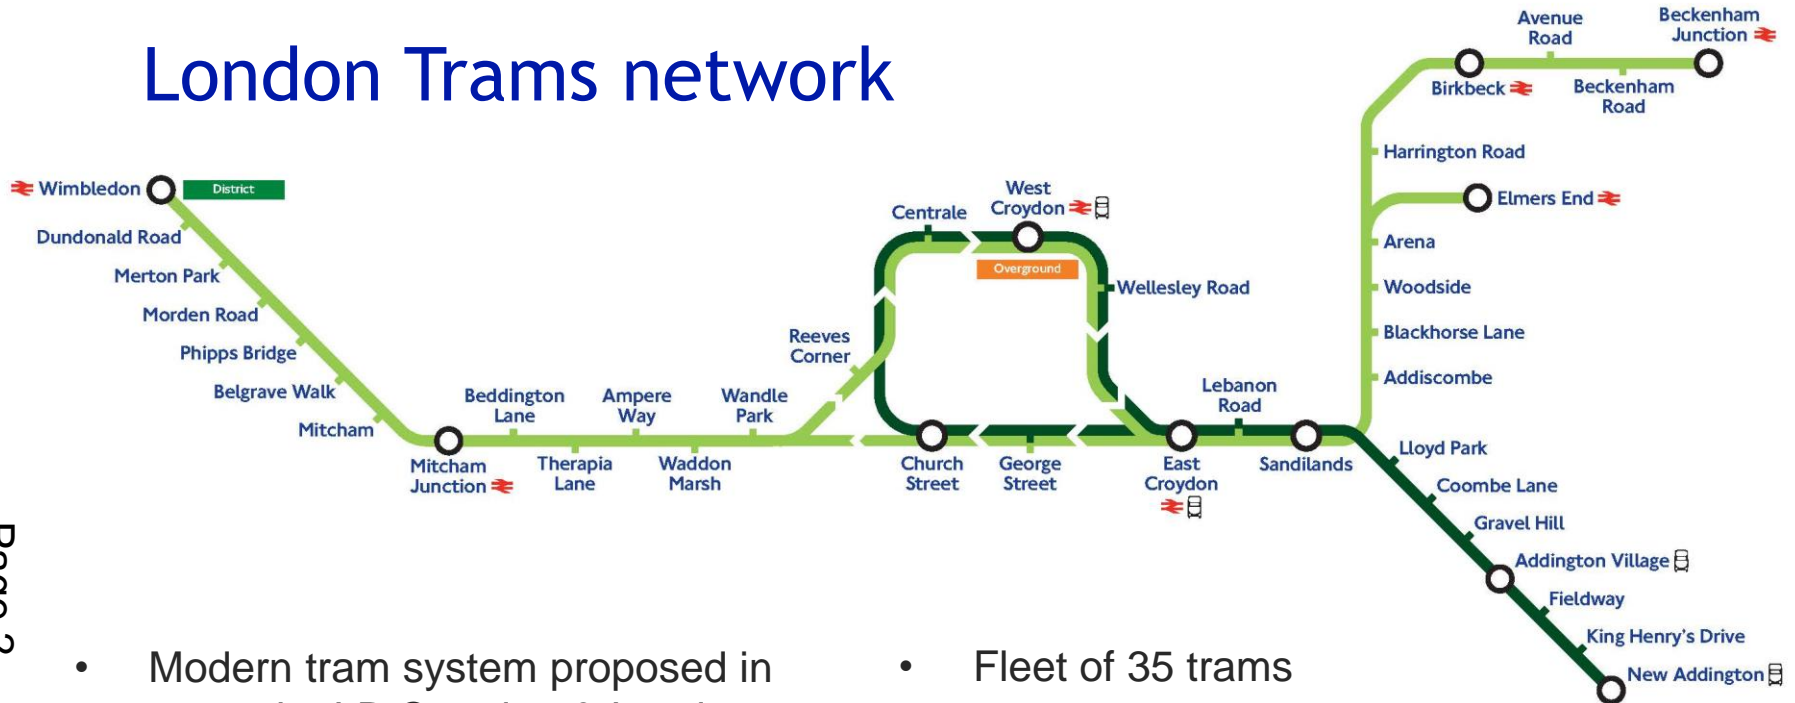 London Trams network
Wimbledon
District
Dundonald Road
Merton Park
Morden Road
Phipps Bridge
Belgrave Walk
Mitcham
Mitcham
Junction
Beddington
Lane
Therapia
Lane
Ampere
Way
Waddon
Marsh
Wandle
Park
Reeves
Corner
Centrale
West
Croydon
Overground
Wellesley Road
Church
Street
George
Street
East
Croydon
Lebanon
Road
Sandilands
Addiscombe
Blackhorse Lane
Woodside
Arena
Elmers End
Harrington Road
Birkbeck
Avenue
Road
Beckenham
Road
Beckenham
Junction
Lloyd Park
Coombe Lane
Gravel Hill
Addington Village
Fieldway
King Henry's Drive
New Addington
• Modern tram system proposed in
• Fleet of 35 trams